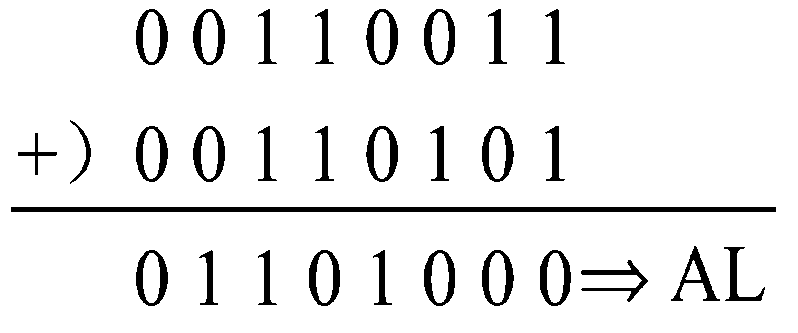 0 0 1 1 0 0 1 1
+) 0 0 1 1 0 1 0 1
0 1 1 0 1 0 0 0⇒ AL